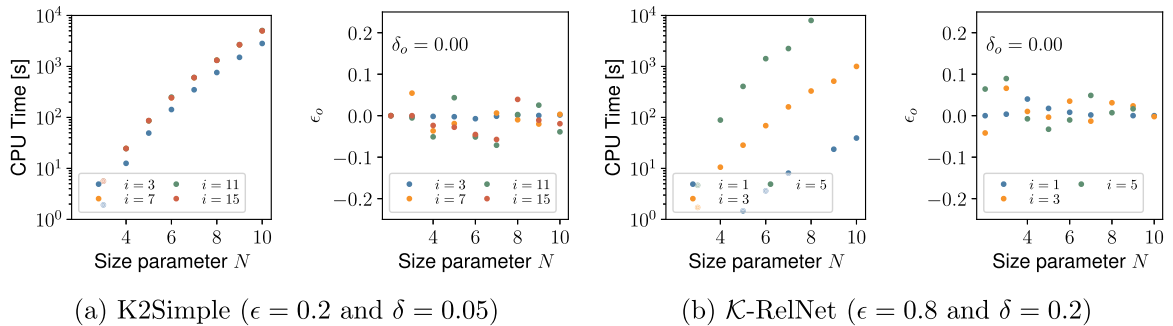 CPU Time [s]
10^4
10^3
10^2
10^1
10^0
i = 3
i = 7
i = 11
i = 15
4
6
8
10
Size parameter N
ϵ_o
0.2
0.1
0.0
−0.1
−0.2
δ_o = 0.00
i = 3
i = 7
i = 11
i = 15
4
6
8
10
Size parameter N
(a) K2Simple (ϵ = 0.2 and δ = 0.05)
CPU Time [s]
10^4
10^3
10^2
10^1
10^0
i = 1
i = 3
i = 5
4
6
8
10
Size parameter N
ϵ_o
0.2
0.1
0.0
−0.1
−0.2
δ_o = 0.00
i = 1
i = 3
i = 5
4
6
8
10
Size parameter N
(b) 𝒦-RelNet (ϵ = 0.8 and δ = 0.2)